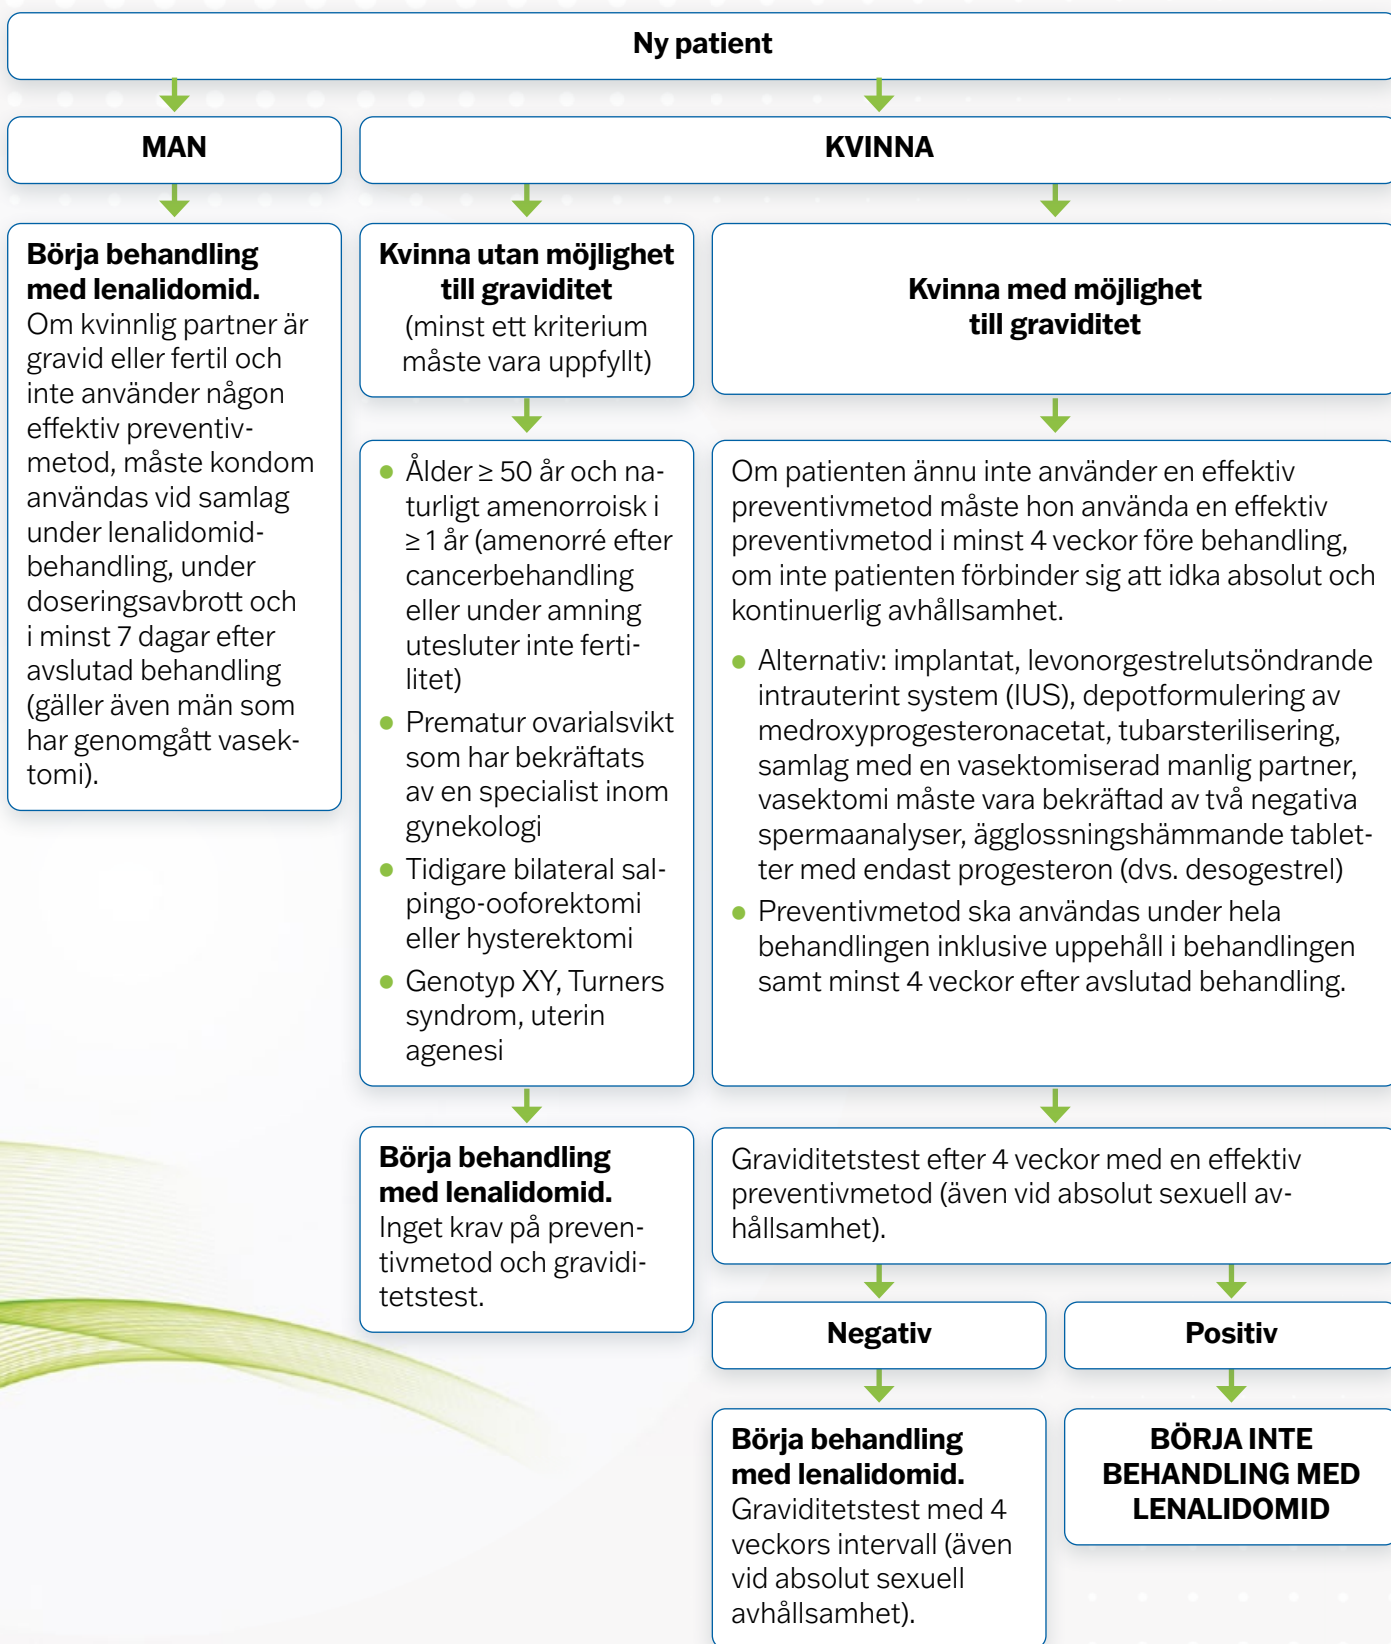 Ny patient
MAN
KVINNA
Börja behandling
med lenalidomid.
Om kvinnlig partner är
gravid eller fertil och
inte använder någon
effektiv preventiv-
metod, måste kondom
användas vid samlag
under lenalidomid-
behandling, under
doseringsavbrott och
i minst 7 dagar efter
avslutad behandling
(gäller även män som
har genomgått vasek-
tomi).
Kvinna utan möjlighet
till graviditet
(minst ett kriterium
måste vara uppfyllt)
• Ålder ≥ 50 år och na-
turligt amenorroisk i
≥ 1 år (amenorré efter
cancerbehandling
eller under amning
utesluter inte ferti-
litet)
• Prematur ovarialsvikt
som har bekräftats
av en specialist inom
gynekologi
• Tidigare bilateral sal-
pingo-ooforektomi
eller hysterektomi
• Genotyp XY, Turners
syndrom, uterin
agenesi
Börja behandling
med lenalidomid.
Inget krav på preven-
tivmetod och gravidi-
tetstest.
Kvinna med möjlighet
till graviditet
Om patienten ännu inte använder en effektiv
preventivmetod måste hon använda en effektiv
preventivmetod i minst 4 veckor före behandling,
om inte patienten förbinder sig att idka absolut och
kontinuerlig avhållsamhet.
• Alternativ: implantat, levonorgestrelutsöndrande
intrauterint system (IUS), depotformulering av
medroxyprogesteronacetat, tubarsterilisering,
samlag med en vasektomiserad manlig partner,
vasektomi måste vara bekräftad av två negativa
spermaanalyser, ägglossningshämmande tablet-
ter med endast progesteron (dvs. desogestrel)
• Preventivmetod ska användas under hela
behandlingen inklusive uppehåll i behandlingen
samt minst 4 veckor efter avslutad behandling.
Graviditetstest efter 4 veckor med en effektiv
preventivmetod (även vid absolut sexuell av-
hållsamhet).
Negativ
Positiv
Börja behandling
med lenalidomid.
Graviditetstest med 4
veckors intervall (även
vid absolut sexuell
avhållsamhet).
BÖRJA INTE
BEHANDLING MED
LENALIDOMID